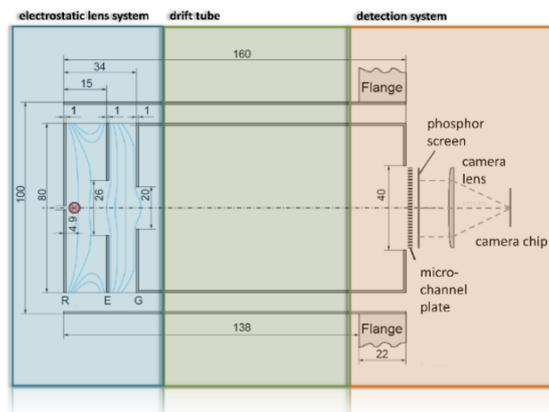 electrostatic lens system
drift tube
detection system
160
34
15
1
1
1
Flange
phosphor
screen
camera
lens
100
80
26
20
40
4.9
camera chip
micro-
channel
plate
R
E
G
138
Flange
22